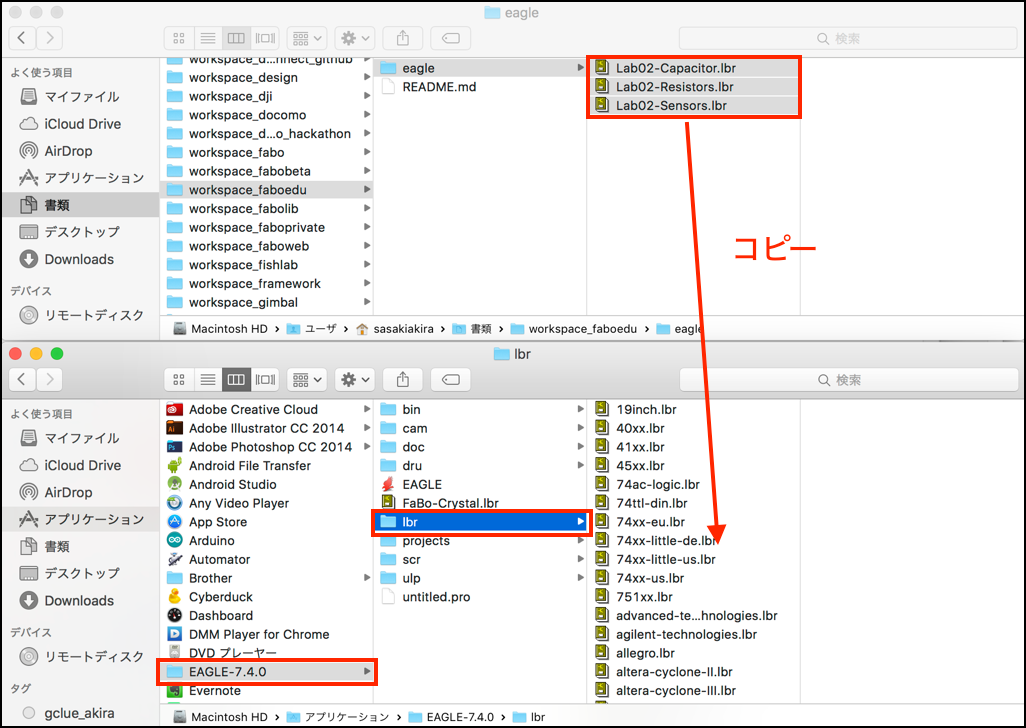 eagle
検索
よく使う項目
マイファイル
iCloud Drive
AirDrop
アプリケーション
書類
デスクトップ
Downloads
デバイス
リモートディスク
workspace_d...nnect_github
workspace_design
workspace_dji
workspace_docomo
workspace_d...o_hackathon
workspace_fabo
workspace_fabobeta
workspace_faboedu
workspace_fabolib
workspace_faboprivate
workspace_faboweb
workspace_fishlab
workspace_framework
workspace_gimbal
eagle
README.md
Lab02-Capacitor.lbr
Lab02-Resistors.lbr
Lab02-Sensors.lbr
コピー
Macintosh HD › ユーザ › sasakiakira › 書類 › workspace_faboedu › eagle
lbr
検索
よく使う項目
マイファイル
iCloud Drive
AirDrop
アプリケーション
書類
デスクトップ
Downloads
デバイス
リモートディスク
タグ
gclue_akira
Adobe Creative Cloud
Adobe Illustrator CC 2014
Adobe Photoshop CC 2014
Android File Transfer
Android Studio
Any Video Player
App Store
Arduino
Automator
Brother
Cyberduck
Dashboard
DMM Player for Chrome
DVD プレーヤー
EAGLE-7.4.0
Evernote
bin
cam
doc
dru
EAGLE
FaBo-Crystal.lbr
lbr
projects
scr
ulp
untitled.pro
19inch.lbr
40xx.lbr
41xx.lbr
45xx.lbr
74ac-logic.lbr
74ttl-din.lbr
74xx-eu.lbr
74xx-little-de.lbr
74xx-little-us.lbr
74xx-us.lbr
751xx.lbr
advanced-te...hnologies.lbr
agilent-technologies.lbr
allegro.lbr
altera-cyclone-II.lbr
altera-cyclone-III.lbr
Macintosh HD › アプリケーション › EAGLE-7.4.0 › lbr